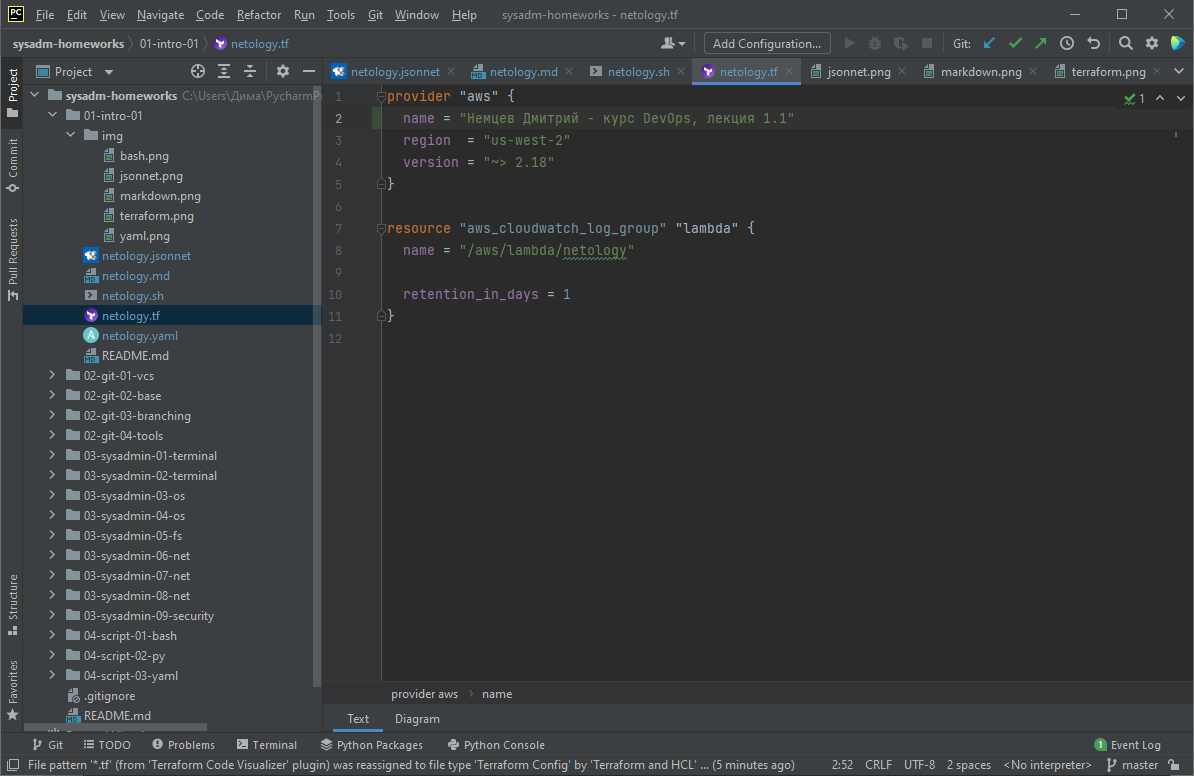 PC File Edit View Navigate Code Refactor Run Tools Git Window Help sysadm-homeworks - netology.tf
sysadm-homeworks 01-intro-01 netology.tf Add Configuration... Git:
Project netology.jsonnet netology.md netology.sh netology.tf jsonnet.png markdown.png terraform.png
Project
Commit
Pull Requests
Structure
Favorites
sysadm-homeworks C:\Users\Дима\PycharmP
01-intro-01
img
bash.png
jsonnet.png
markdown.png
terraform.png
yaml.png
netology.jsonnet
netology.md
netology.sh
netology.tf
netology.yaml
README.md
02-git-01-vcs
02-git-02-base
02-git-03-branching
02-git-04-tools
03-sysadmin-01-terminal
03-sysadmin-02-terminal
03-sysadmin-03-os
03-sysadmin-04-os
03-sysadmin-05-fs
03-sysadmin-06-net
03-sysadmin-07-net
03-sysadmin-08-net
03-sysadmin-09-security
04-script-01-bash
04-script-02-py
04-script-03-yaml
.gitignore
README.md
1 provider "aws" {
2 name = "Немцев Дмитрий - курс DevOps, лекция 1.1"
3 region  = "us-west-2"
4 version = "~> 2.18"
5 }
6
7 resource "aws_cloudwatch_log_group" "lambda" {
8 name = "/aws/lambda/netology"
9
10 retention_in_days = 1
11 }
12
1
provider aws name
Text Diagram
Git TODO Problems Terminal Python Packages Python Console 1 Event Log
File pattern '*.tf' (from 'Terraform Code Visualizer' plugin) was reassigned to file type 'Terraform Config' by 'Terraform and HCL' ... (5 minutes ago) 2:52 CRLF UTF-8 2 spaces <No interpreter> master